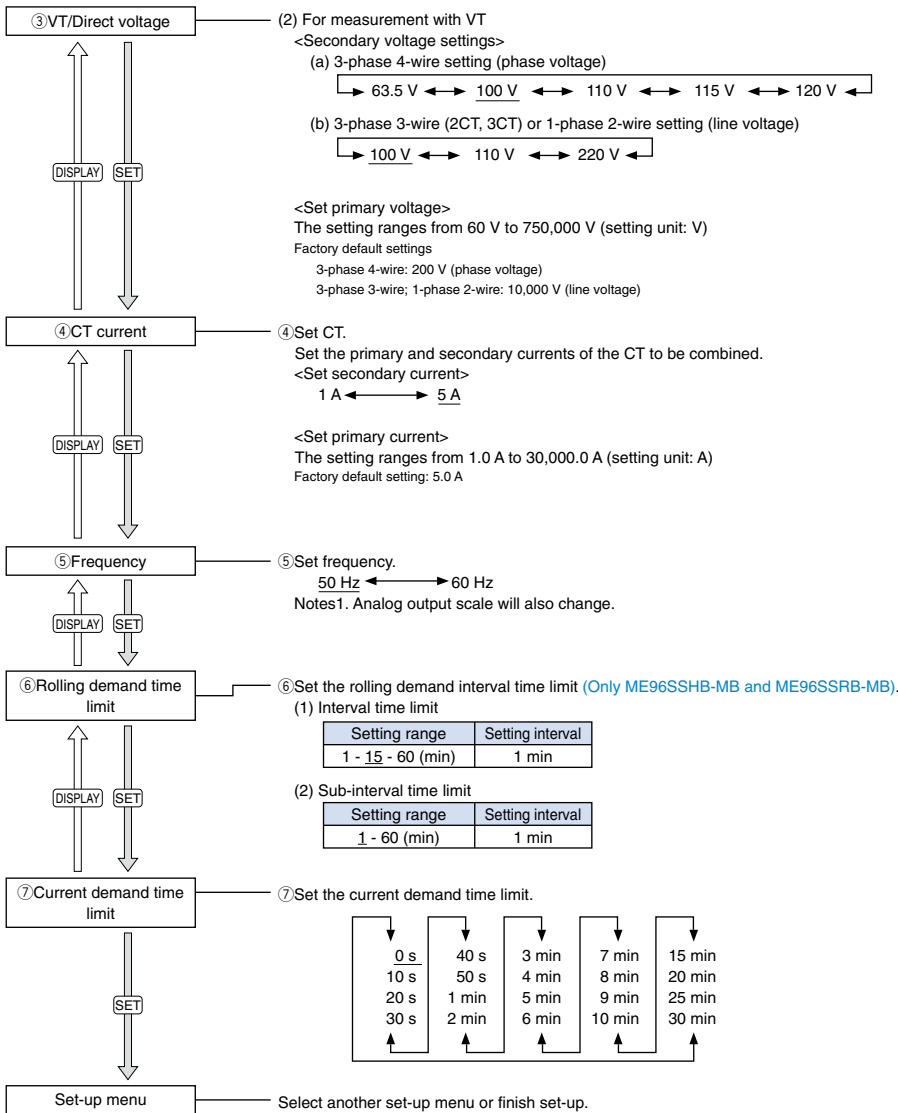 ③VT/Direct voltage
(2) For measurement with VT
<Secondary voltage settings>
(a) 3-phase 4-wire setting (phase voltage)
63.5 V 100 V 110 V 115 V 120 V
(b) 3-phase 3-wire (2CT, 3CT) or 1-phase 2-wire setting (line voltage)
100 V 110 V 220 V
DISPLAY SET
<Set primary voltage>
The setting ranges from 60 V to 750,000 V (setting unit: V)
Factory default settings
3-phase 4-wire: 200 V (phase voltage)
3-phase 3-wire; 1-phase 2-wire: 10,000 V (line voltage)
④CT current
④Set CT.
Set the primary and secondary currents of the CT to be combined.
<Set secondary current>
1 A 5 A
DISPLAY SET
<Set primary current>
The setting ranges from 1.0 A to 30,000.0 A (setting unit: A)
Factory default setting: 5.0 A
⑤Frequency
⑤Set frequency.
50 Hz 60 Hz
Notes1. Analog output scale will also change.
DISPLAY SET
⑥Rolling demand time
limit
⑥Set the rolling demand interval time limit (Only ME96SSHB-MB and ME96SSRB-MB).
(1) Interval time limit
Setting range Setting interval
1 - 15 - 60 (min) 1 min
DISPLAY SET
(2) Sub-interval time limit
Setting range Setting interval
1 - 60 (min) 1 min
⑦Current demand time
limit
⑦Set the current demand time limit.
0 s 40 s 3 min 7 min 15 min
10 s 50 s 4 min 8 min 20 min
20 s 1 min 5 min 9 min 25 min
30 s 2 min 6 min 10 min 30 min
SET
Set-up menu
Select another set-up menu or finish set-up.